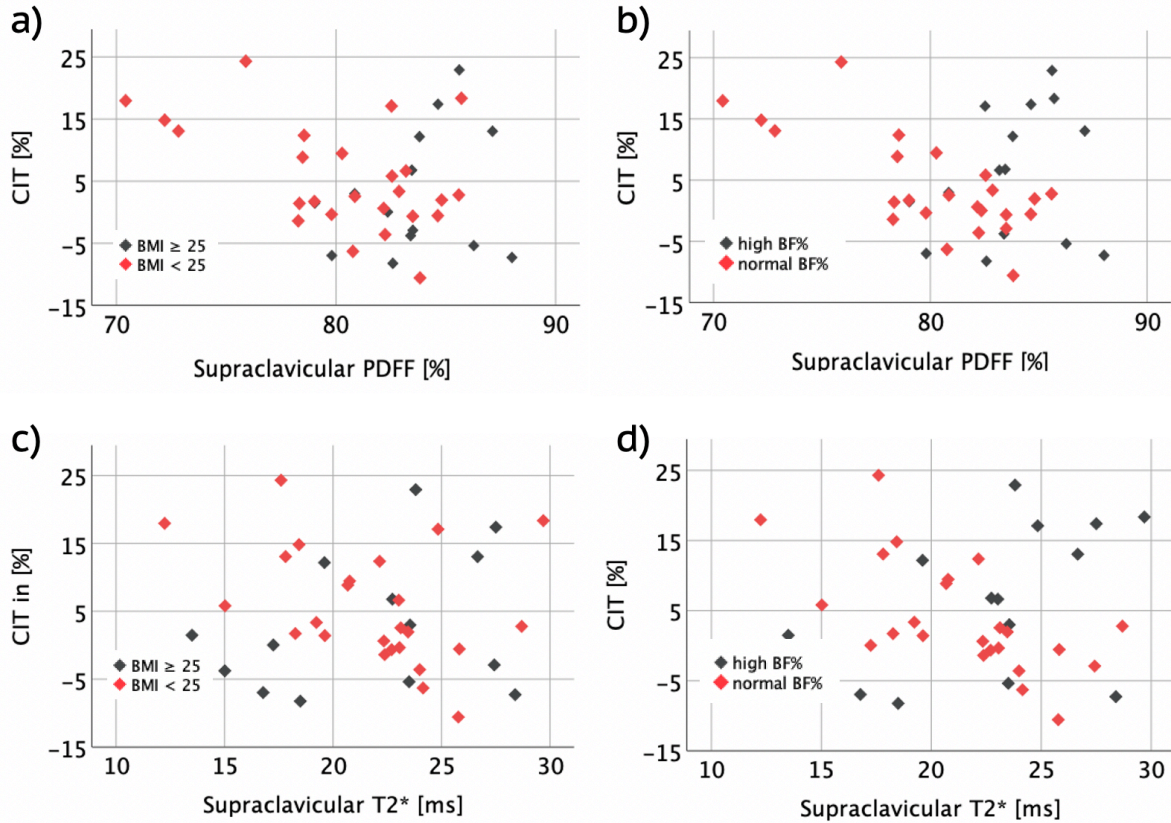 a)
CIT [%]
25
15
5
−5
−15
BMI ≥ 25
BMI < 25
70 80 90
Supraclavicular PDFF [%]
b)
CIT [%]
25
15
5
−5
−15
high BF%
normal BF%
70 80 90
Supraclavicular PDFF [%]
c)
CIT in [%]
25
15
5
−5
−15
BMI ≥ 25
BMI < 25
10 15 20 25 30
Supraclavicular T2* [ms]
d)
CIT [%]
25
15
5
−5
−15
high BF%
normal BF%
10 15 20 25 30
Supraclavicular T2* [ms]